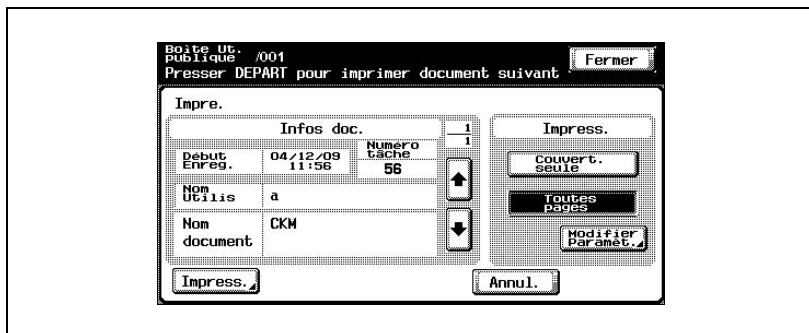 Boîte Ut.
publique /001
Fermer
Presser DEPART pour imprimer document suivant
Impre.
Infos doc.
1
1
Impress.
Début
Enreg.
04/12/09
11:56
Numéro
tâche
56
Couvert.
seule
Nom
Utilis
a
Toutes
pages
Nom
document
CKM
Modifier
Paramèt.
Impress.
Annul.